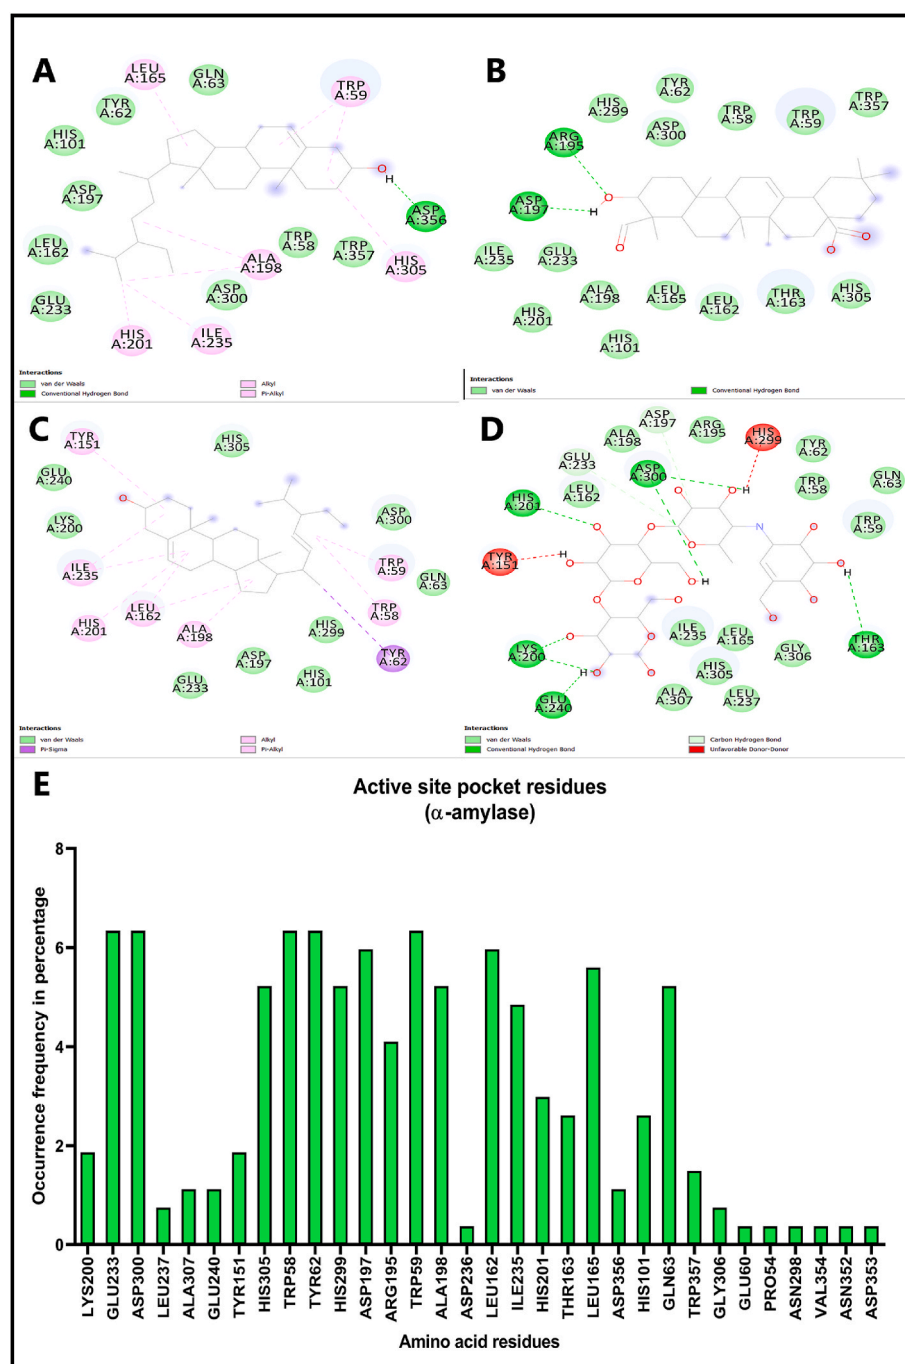 A
LEU
A:165
GLN
A:63
TRP
A:59
TYR
A:62
HIS
A:101
ASP
A:197
O
H
ASP
A:356
LEU
A:162
TRP
A:58
TRP
A:357
ALA
A:198
HIS
A:305
GLU
A:233
ASP
A:300
HIS
A:201
ILE
A:235
Interactions
van der Waals
Conventional Hydrogen Bond
Alkyl
Pi-Alkyl
B
TYR
A:62
HIS
A:299
TRP
A:58
TRP
A:59
TRP
A:357
ASP
A:300
ARG
A:195
ASP
A:197
O
H
O
O
O
ILE
A:235
GLU
A:233
ALA
A:198
LEU
A:165
LEU
A:162
THR
A:163
HIS
A:305
HIS
A:201
HIS
A:101
Interactions
van der Waals
Conventional Hydrogen Bond
C
TYR
A:151
HIS
A:305
GLU
A:240
LYS
A:200
O
ASP
A:300
ILE
A:235
TRP
A:59
GLN
A:63
HIS
A:201
LEU
A:162
ALA
A:198
TRP
A:58
HIS
A:299
TYR
A:62
GLU
A:233
ASP
A:197
HIS
A:101
Interactions
van der Waals
Pi-Sigma
Alkyl
Pi-Alkyl
D
ASP
A:197
ARG
A:195
HIS
A:299
ALA
A:198
TYR
A:62
GLU
A:233
ASP
A:300
LEU
A:162
TRP
A:58
GLN
A:63
HIS
A:201
TRP
A:59
TYR
A:151
O
O
H
O
O
N
O
O
H
O
O
O
O
H
O
H
O
O
O
O
O
O
O
O
H
ILE
A:235
LEU
A:165
GLY
A:306
THR
A:163
LYS
A:200
HIS
A:305
GLU
A:240
ALA
A:307
LEU
A:237
Interactions
van der Waals
Conventional Hydrogen Bond
Carbon Hydrogen Bond
Unfavorable Donor-Donor
E
Active site pocket residues
(α-amylase)
Occurrence frequency in percentage
8
6
4
2
0
LYS200
GLU233
ASP300
LEU237
ALA307
GLU240
TYR151
HIS305
TRP58
TYR62
HIS299
ASP197
ARG195
TRP59
ALA198
ASP236
LEU162
ILE235
HIS201
THR163
LEU165
ASP356
HIS101
GLN63
TRP357
GLY306
GLU60
PRO54
ASN298
VAL354
ASN352
ASP353
Amino acid residues